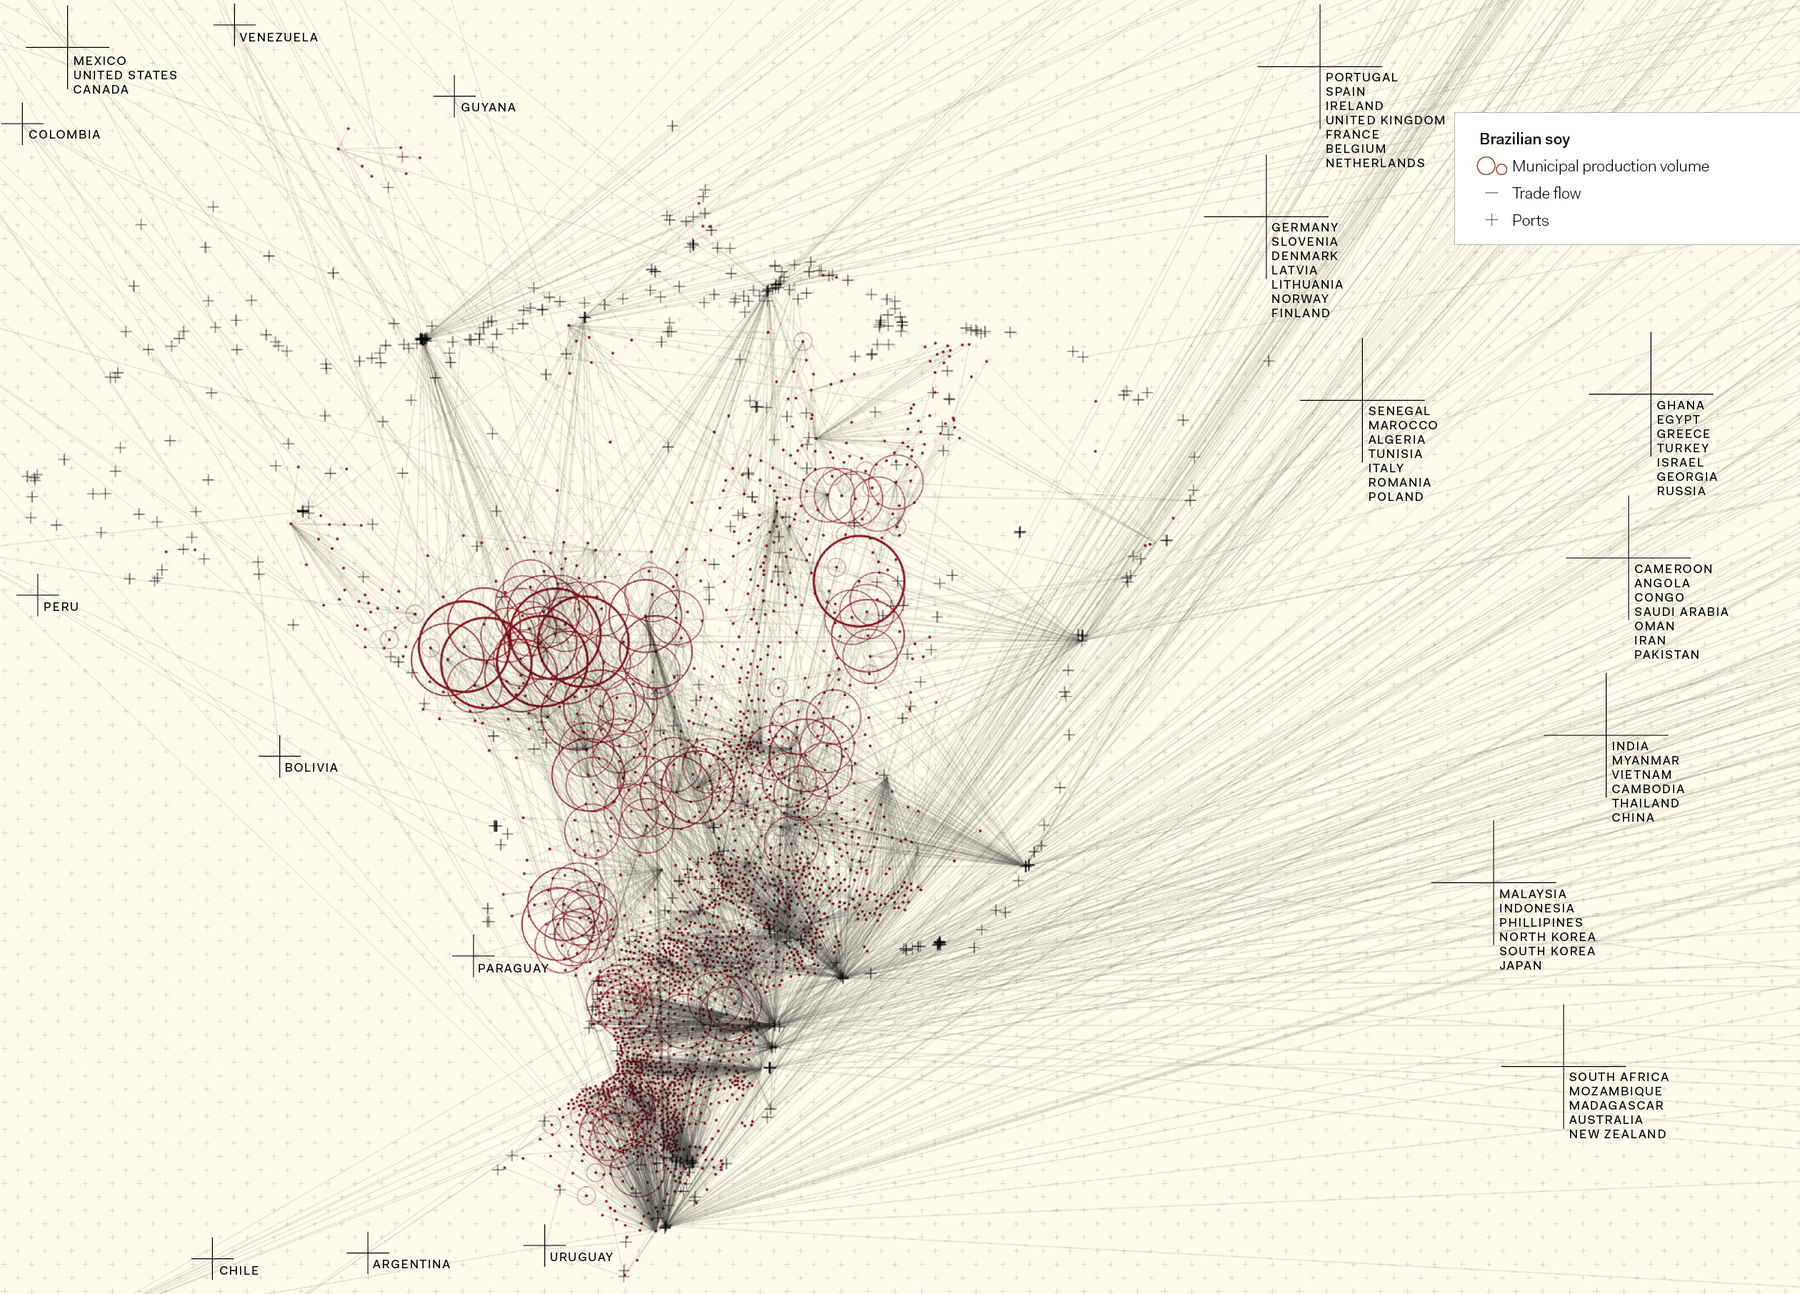 MEXICO
UNITED STATES
CANADA
VENEZUELA
GUYANA
COLOMBIA
PORTUGAL
SPAIN
IRELAND
UNITED KINGDOM
FRANCE
BELGIUM
NETHERLANDS
Brazilian soy
Municipal production volume
Trade flow
Ports
GERMANY
SLOVENIA
DENMARK
LATVIA
LITHUANIA
NORWAY
FINLAND
SENEGAL
MAROCCO
ALGERIA
TUNISIA
ITALY
ROMANIA
POLAND
GHANA
EGYPT
GREECE
TURKEY
ISRAEL
GEORGIA
RUSSIA
CAMEROON
ANGOLA
CONGO
SAUDI ARABIA
OMAN
IRAN
PAKISTAN
PERU
BOLIVIA
INDIA
MYANMAR
VIETNAM
CAMBODIA
THAILAND
CHINA
MALAYSIA
INDONESIA
PHILLIPINES
NORTH KOREA
SOUTH KOREA
JAPAN
PARAGUAY
SOUTH AFRICA
MOZAMBIQUE
MADAGASCAR
AUSTRALIA
NEW ZEALAND
CHILE
ARGENTINA
URUGUAY